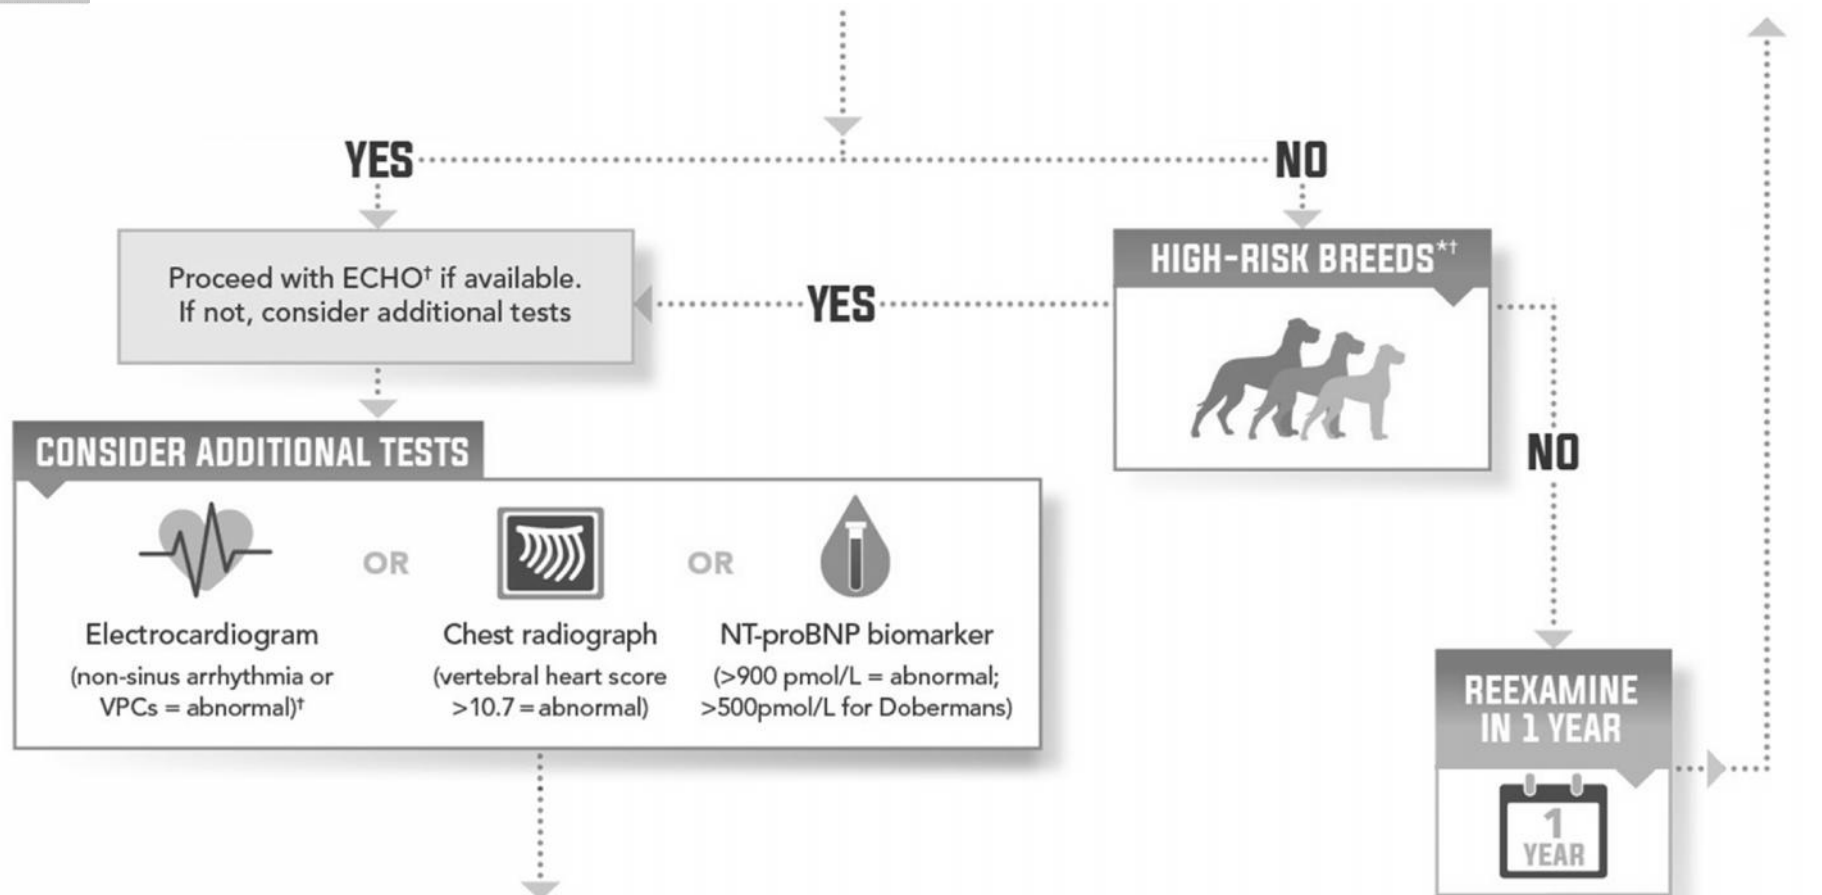 YES
NO
Proceed with ECHO† if available.
If not, consider additional tests
YES
HIGH-RISK BREEDS*†
NO
CONSIDER ADDITIONAL TESTS
OR
OR
Electrocardiogram
(non-sinus arrhythmia or
VPCs = abnormal)†
Chest radiograph
(vertebral heart score
>10.7 = abnormal)
NT-proBNP biomarker
(>900 pmol/L = abnormal;
>500pmol/L for Dobermans)
REEXAMINE
IN 1 YEAR
1
YEAR